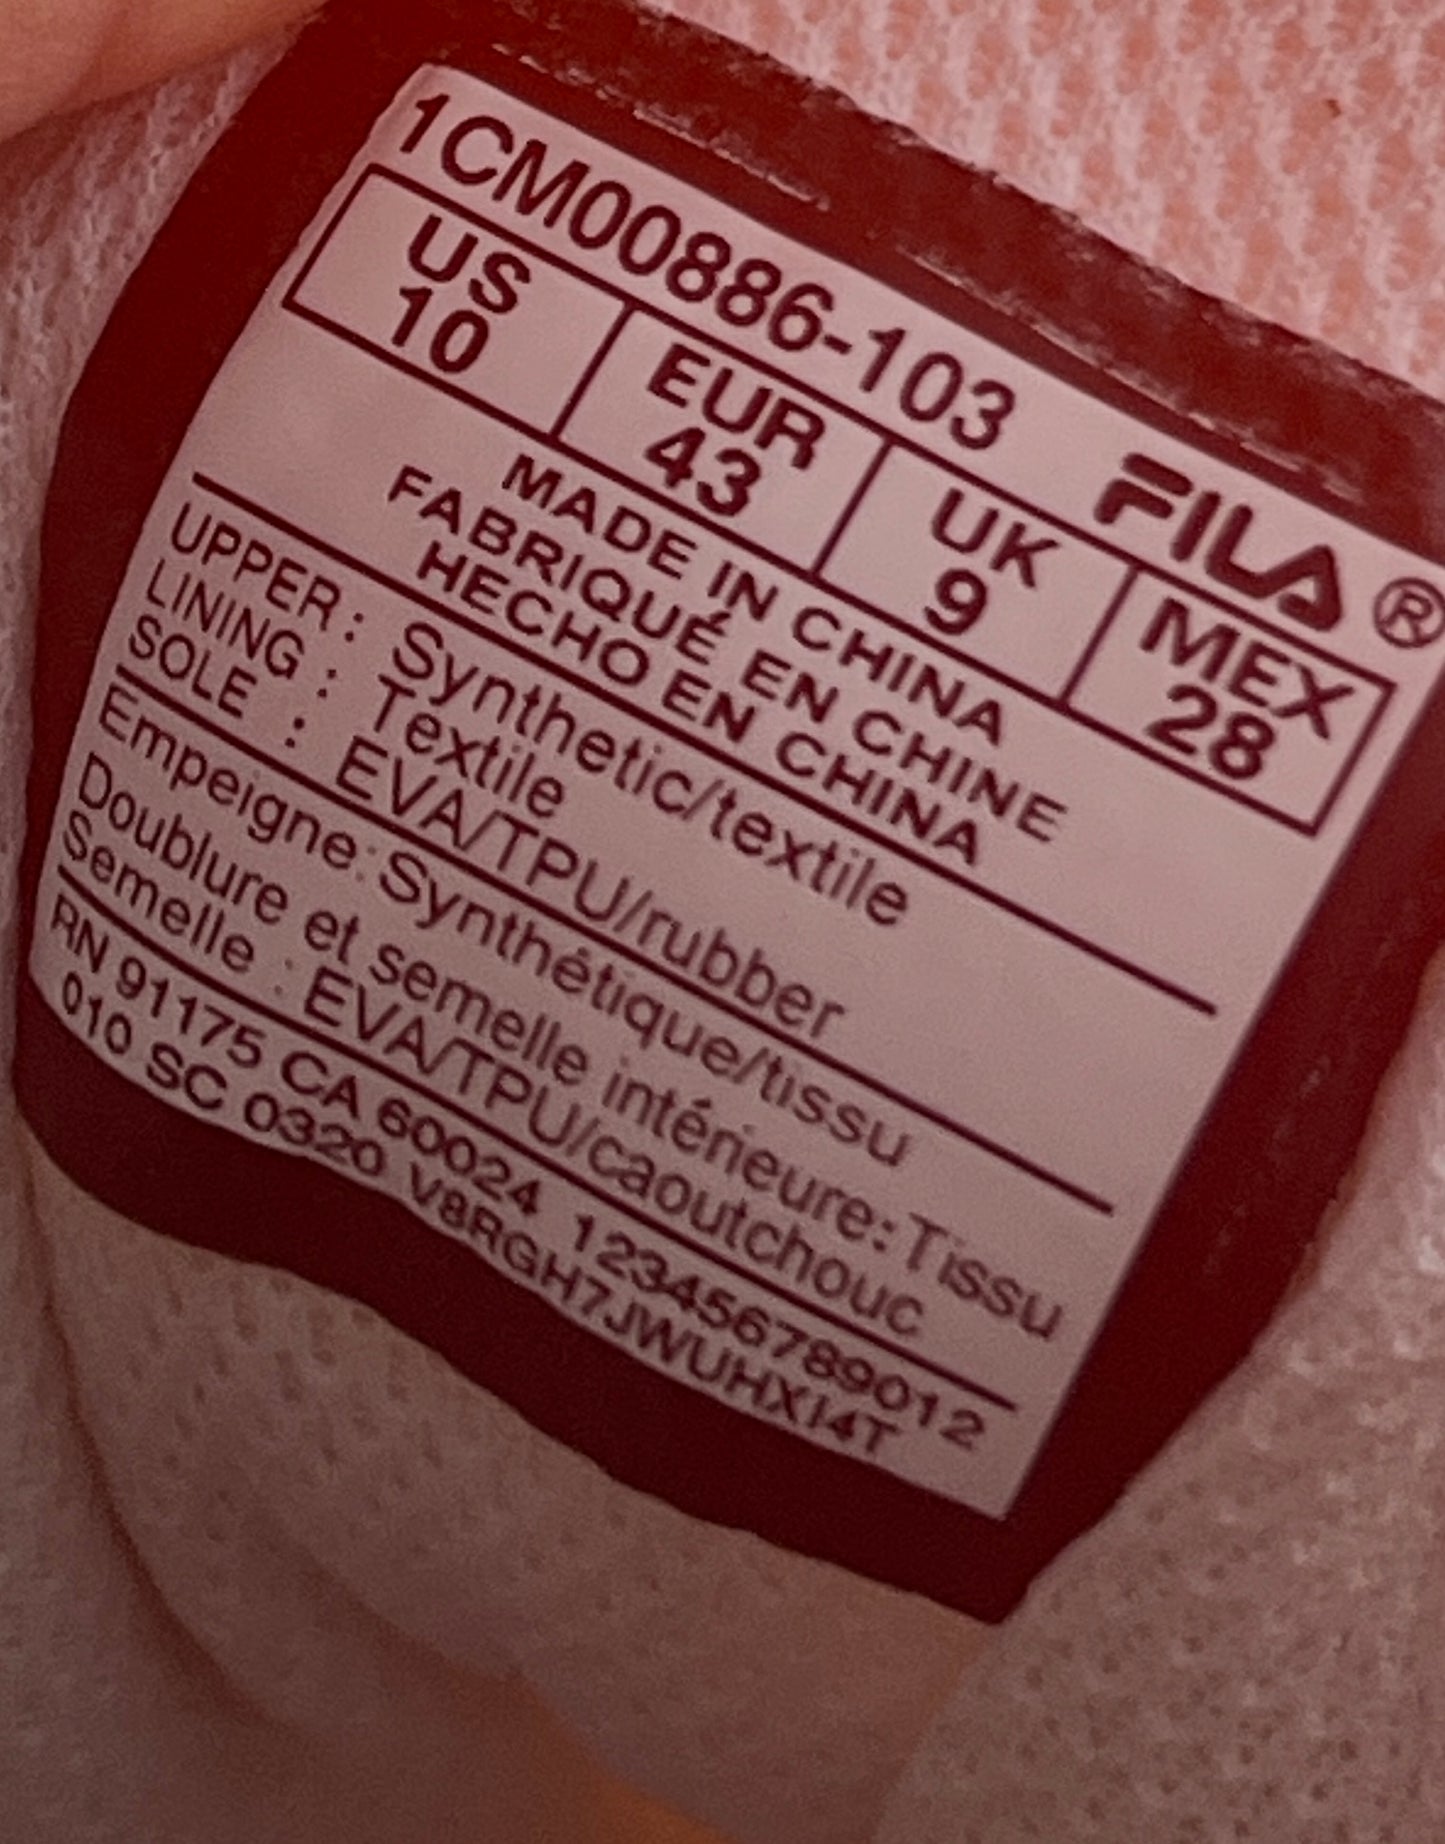 1CM00886-103 FILA®
US EUR UK MEX
10 43 9 28
MADE IN CHINA
FABRIQUÉ EN CHINE
HECHO EN CHINA
UPPER : Synthetic/textile
LINING : Textile
SOLE : EVA/TPU/rubber
Empeigne: Synthétique/tissu
Doublure et semelle intérieure: Tissu
Semelle : EVA/TPU/caoutchouc
RN 91175 CA 60024 123456789012
010 SC 0320 V8RGH7JWUHXI4T